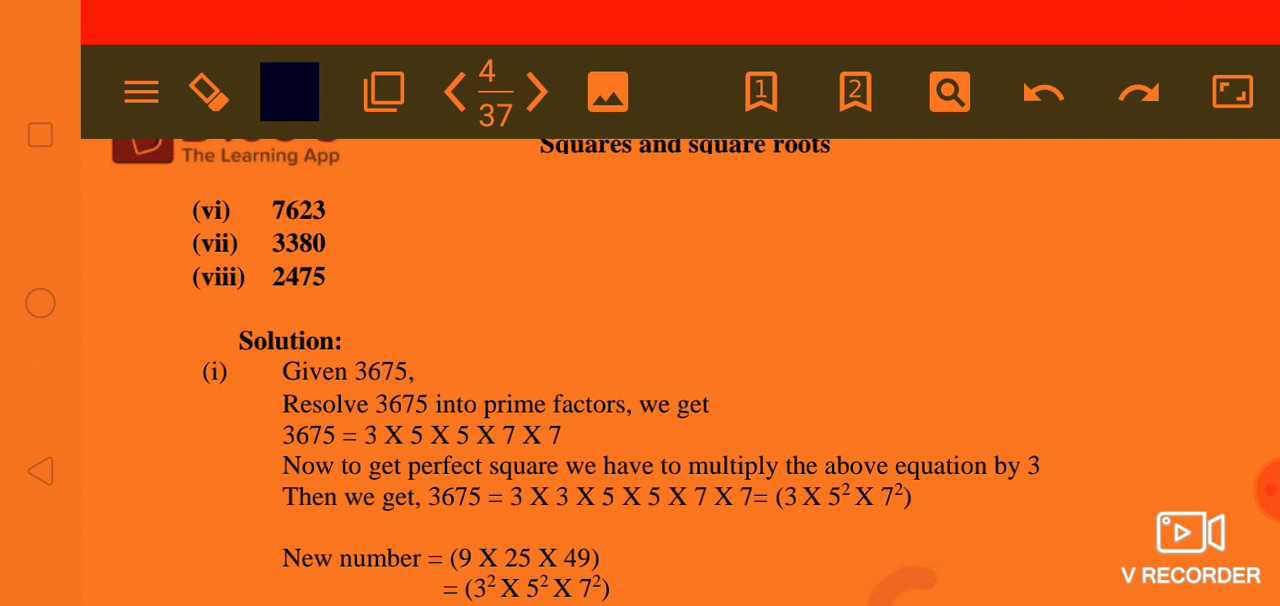 4
37
1
2
The Learning App
Squares and square roots
(vi) 7623
(vii) 3380
(viii) 2475
Solution:
(i) Given 3675,
Resolve 3675 into prime factors, we get
3675 = 3 X 5 X 5 X 7 X 7
Now to get perfect square we have to multiply the above equation by 3
Then we get, 3675 = 3 X 3 X 5 X 5 X 7 X 7= (3 X 5² X 7²)
New number = (9 X 25 X 49)
= (3² X 5² X 7²)
V RECORDER